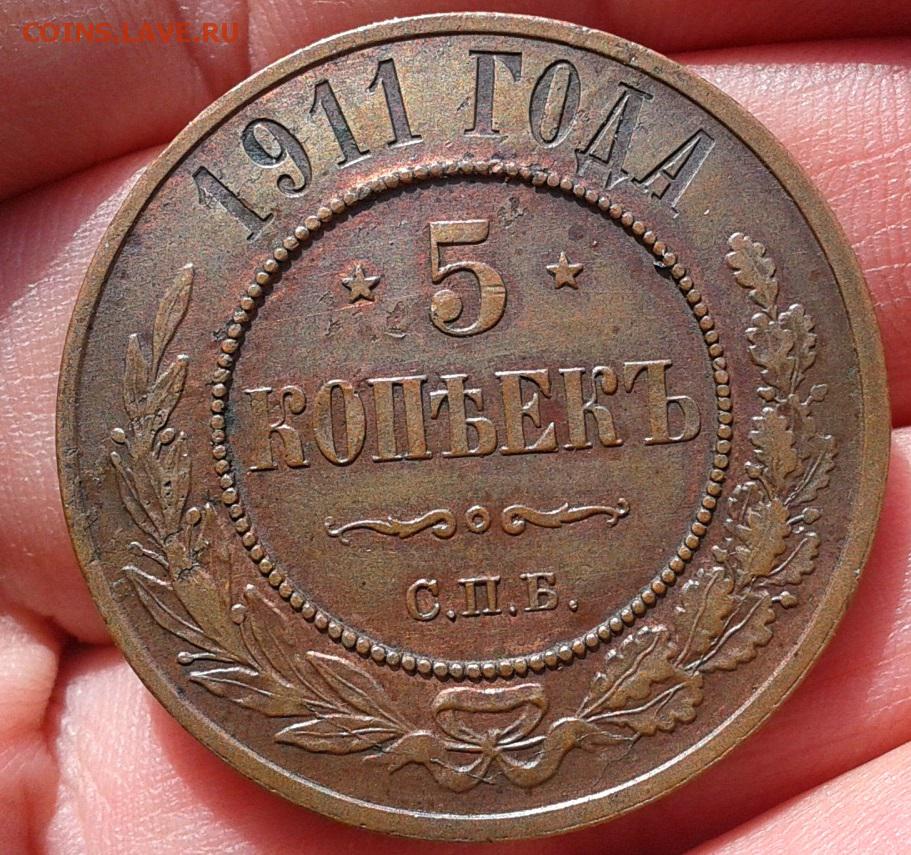 COINS.LAVE.RU
1911 ГОДА
5
КОПѢЕКЪ
С.П.Б.